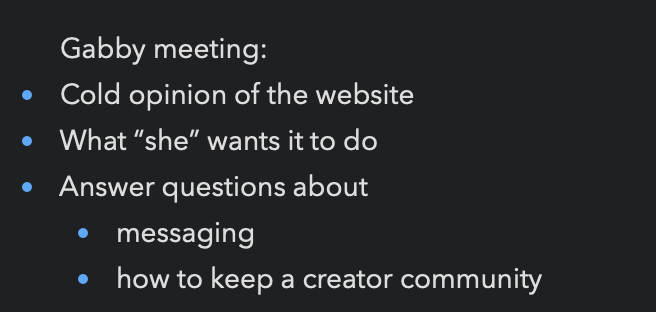 Gabby meeting:
Cold opinion of the website
What “she” wants it to do
Answer questions about
messaging
how to keep a creator community